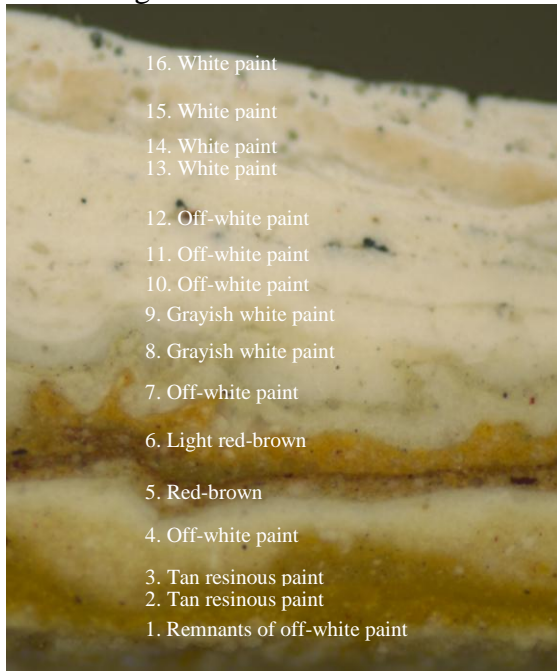 16. White paint
15. White paint
14. White paint
13. White paint
12. Off-white paint
11. Off-white paint
10. Off-white paint
9. Grayish white paint
8. Grayish white paint
7. Off-white paint
6. Light red-brown
5. Red-brown
4. Off-white paint
3. Tan resinous paint
2. Tan resinous paint
1. Remnants of off-white paint